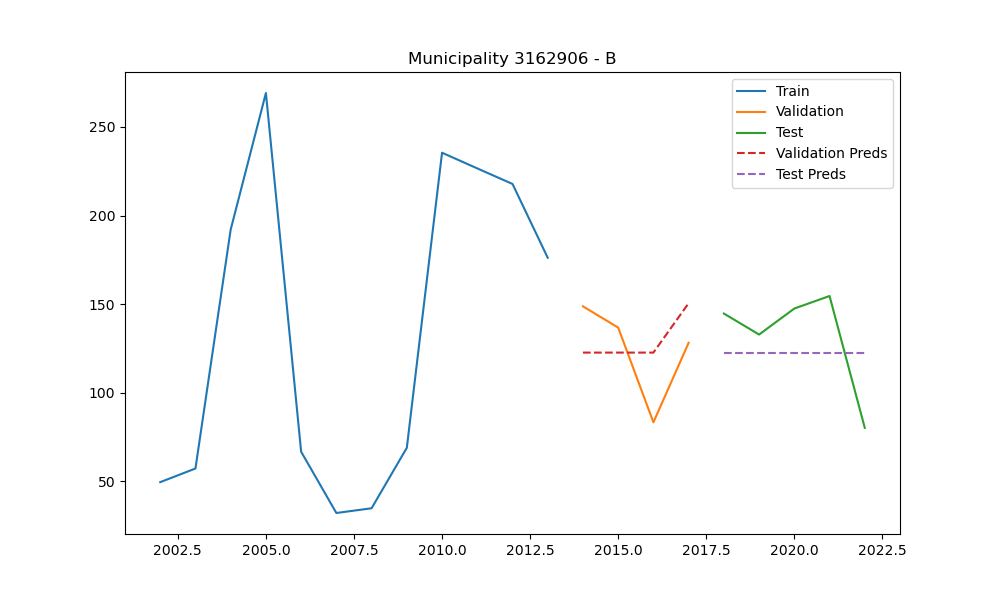 Municipality 3162906 - B
Train
Validation
Test
Validation Preds
Test Preds
250
200
150
100
50
2002.5 2005.0 2007.5 2010.0 2012.5 2015.0 2017.5 2020.0 2022.5